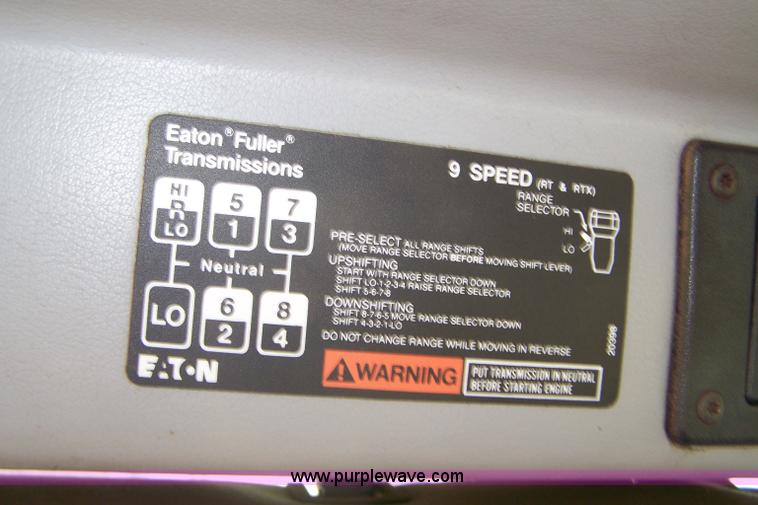 Eaton® Fuller®
Transmissions
9 SPEED (RT & RTX)
HI
R
LO
5
1
7
3
Neutral
LO
6
2
8
4
EATON
RANGE
SELECTOR
HI
LO
PRE-SELECT ALL RANGE SHIFTS
(MOVE RANGE SELECTOR BEFORE MOVING SHIFT LEVER)
UPSHIFTING
START WITH RANGE SELECTOR DOWN
SHIFT LO-1-2-3-4 RAISE RANGE SELECTOR
SHIFT 5-6-7-8
DOWNSHIFTING
SHIFT 8-7-6-5 MOVE RANGE SELECTOR DOWN
SHIFT 4-3-2-1-LO
DO NOT CHANGE RANGE WHILE MOVING IN REVERSE
20398
WARNING
PUT TRANSMISSION IN NEUTRAL
BEFORE STARTING ENGINE
www.purplewave.com